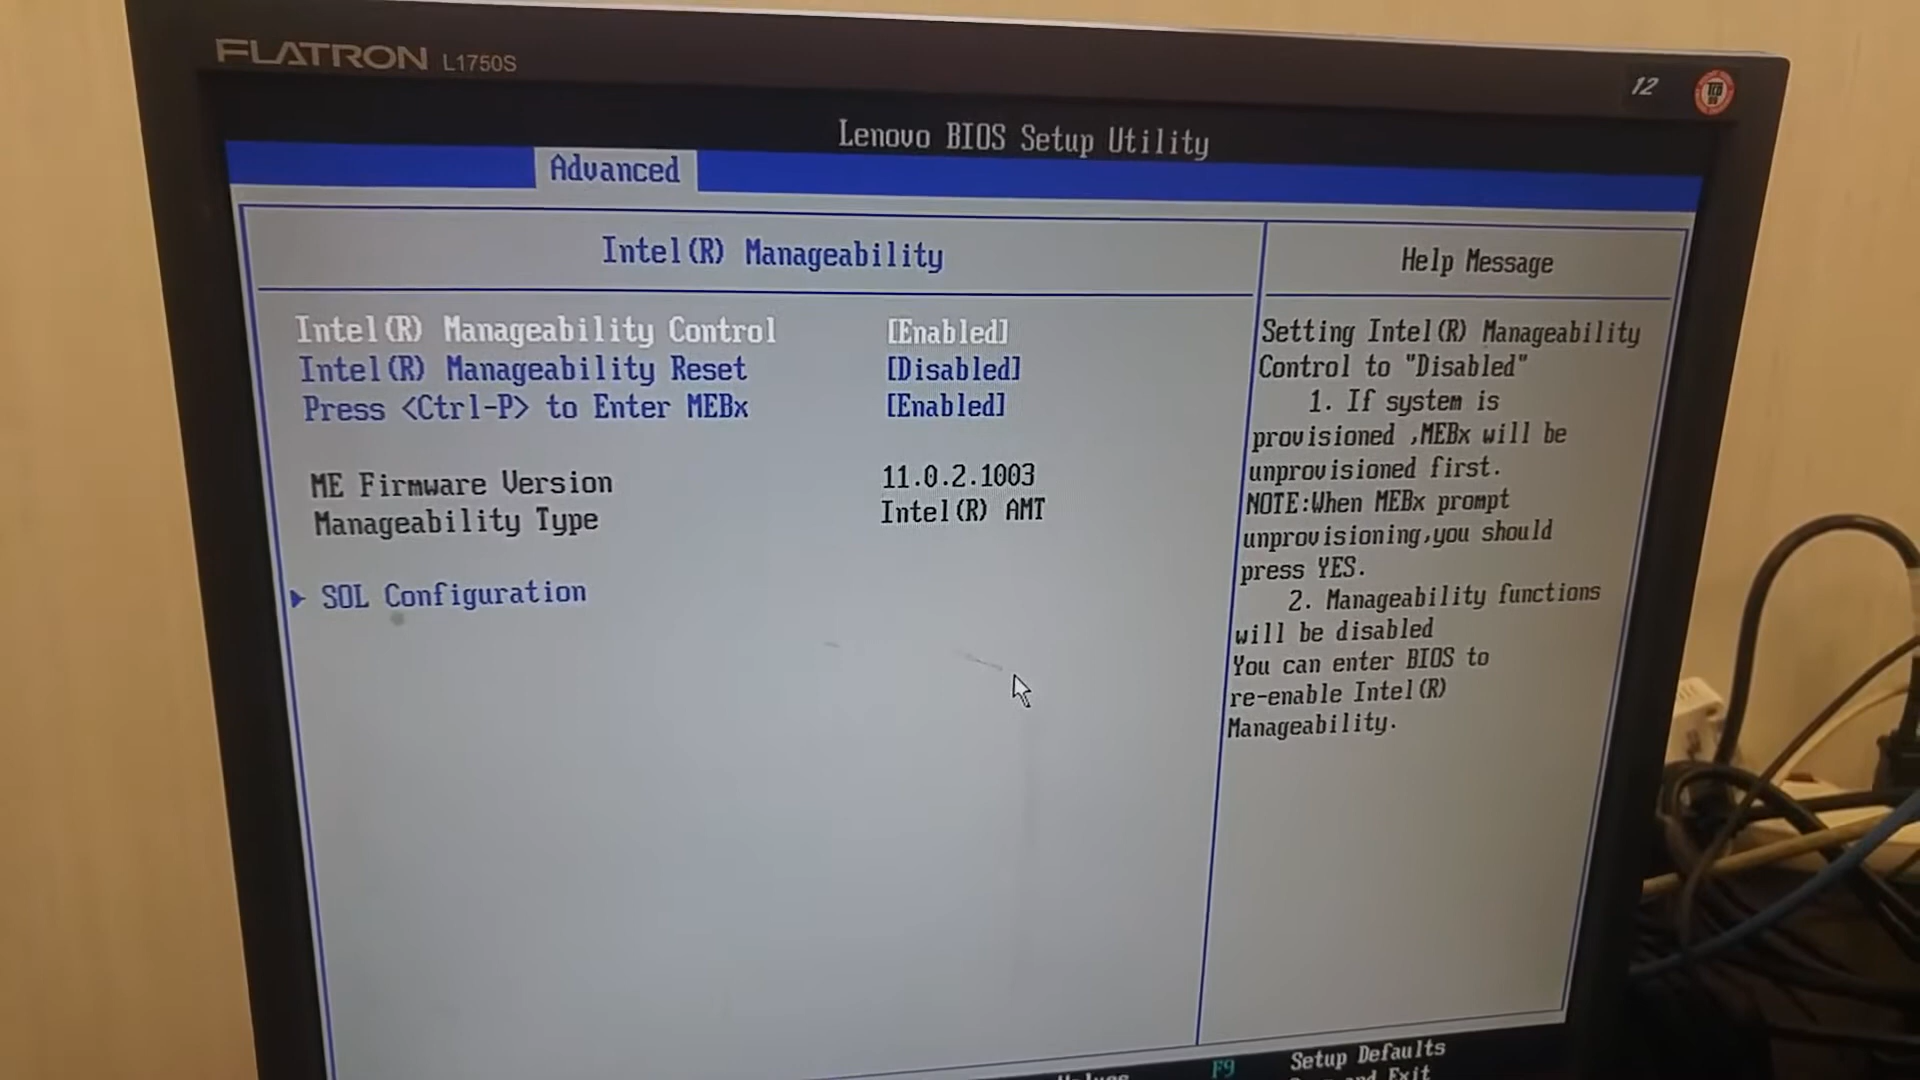 FLATRON L1750S
12
TCO
Lenovo BIOS Setup Utility
Advanced
Intel(R) Manageability
Intel(R) Manageability Control [Enabled]
Intel(R) Manageability Reset [Disabled]
Press <Ctrl-P> to Enter MEBx [Enabled]
ME Firmware Version 11.0.2.1003
Manageability Type Intel(R) AMT
SOL Configuration
Help Message
Setting Intel(R) Manageability
Control to "Disabled"
1. If system is
provisioned ,MEBx will be
unprovisioned first.
NOTE:When MEBx prompt
unprovisioning,you should
press YES.
2. Manageability functions
will be disabled
You can enter BIOS to
re-enable Intel(R)
Manageability.
F9 Setup Defaults
and Exit